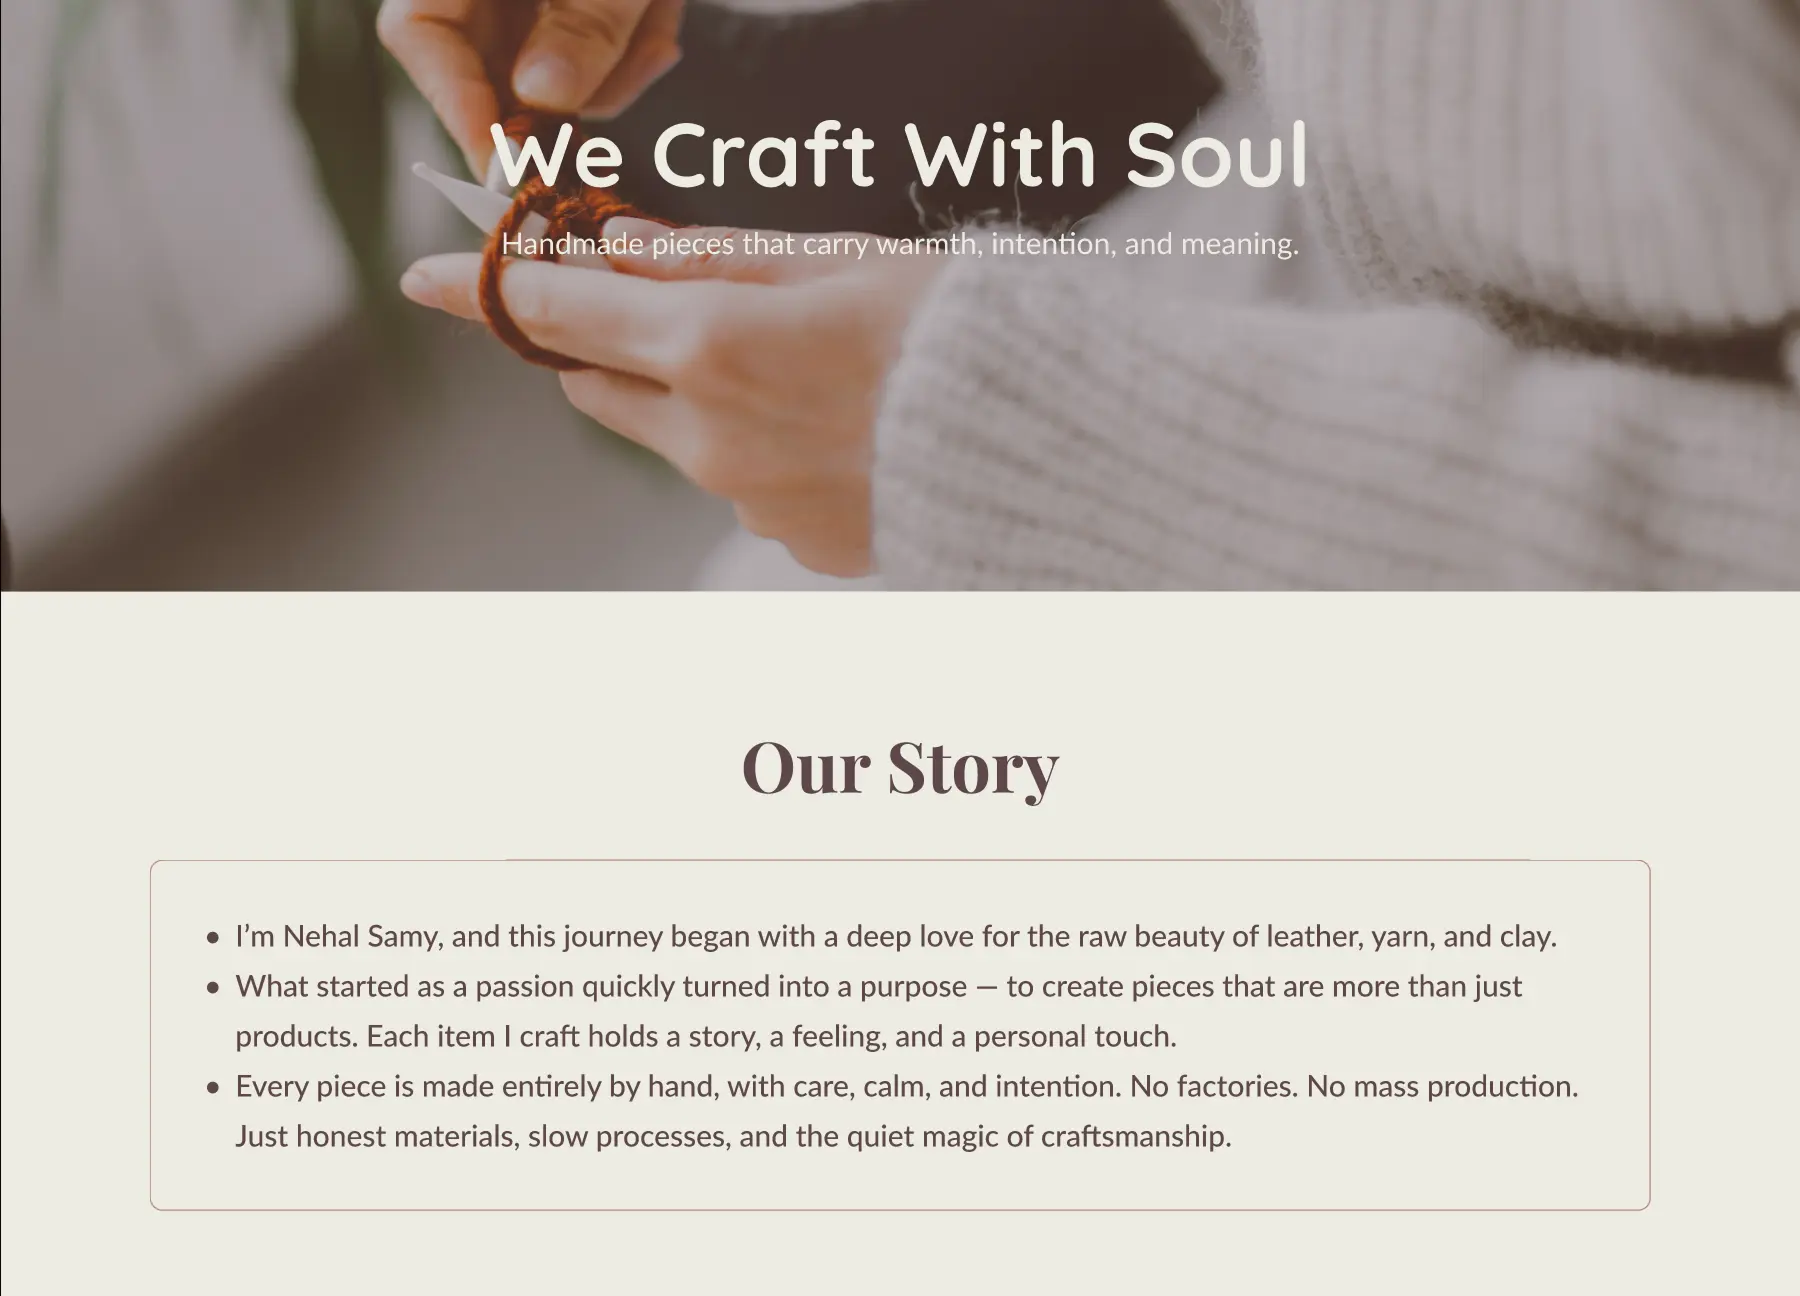 We Craft With Soul
Handmade pieces that carry warmth, intention, and meaning.
Our Story
• I’m Nehal Samy, and this journey began with a deep love for the raw beauty of leather, yarn, and clay.
• What started as a passion quickly turned into a purpose — to create pieces that are more than just
products. Each item I craft holds a story, a feeling, and a personal touch.
• Every piece is made entirely by hand, with care, calm, and intention. No factories. No mass production.
Just honest materials, slow processes, and the quiet magic of craftsmanship.